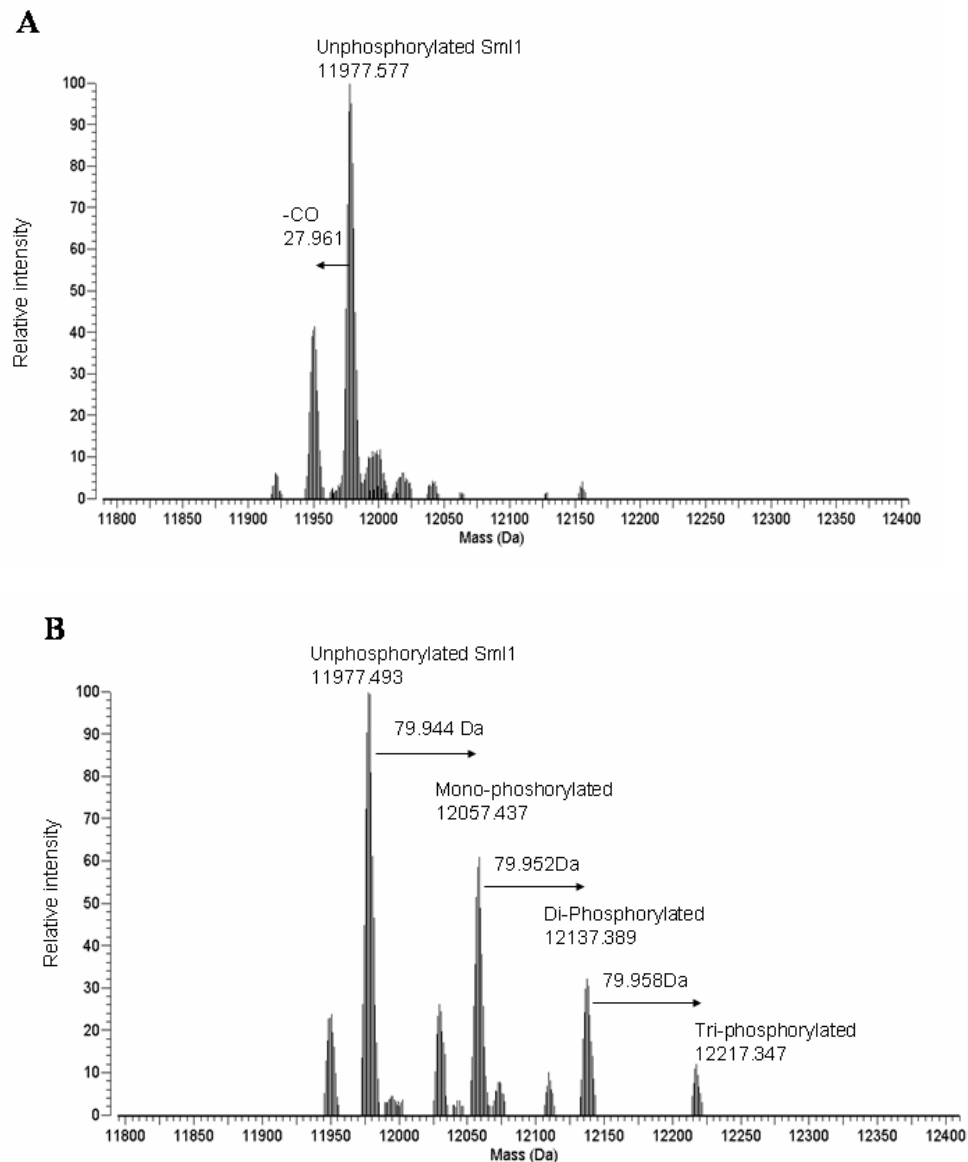 A
Unphosphorylated Sml1
11977.577
100
90
80
70
60
50
40
30
20
10
0
-CO
27.961
Relative intensity
11800 11850 11900 11950 12000 12050 12100 12150 12200 12250 12300 12350 12400
Mass (Da)
B
Unphosphorylated Sml1
11977.493
100
90
80
70
60
50
40
30
20
10
0
79.944 Da
Mono-phoshorylated
12057.437
79.952Da
Di-Phosphorylated
12137.389
79.958Da
Tri-phosphorylated
12217.347
Relative intensity
11800 11850 11900 11950 12000 12050 12100 12150 12200 12250 12300 12350 12400
Mass (Da)